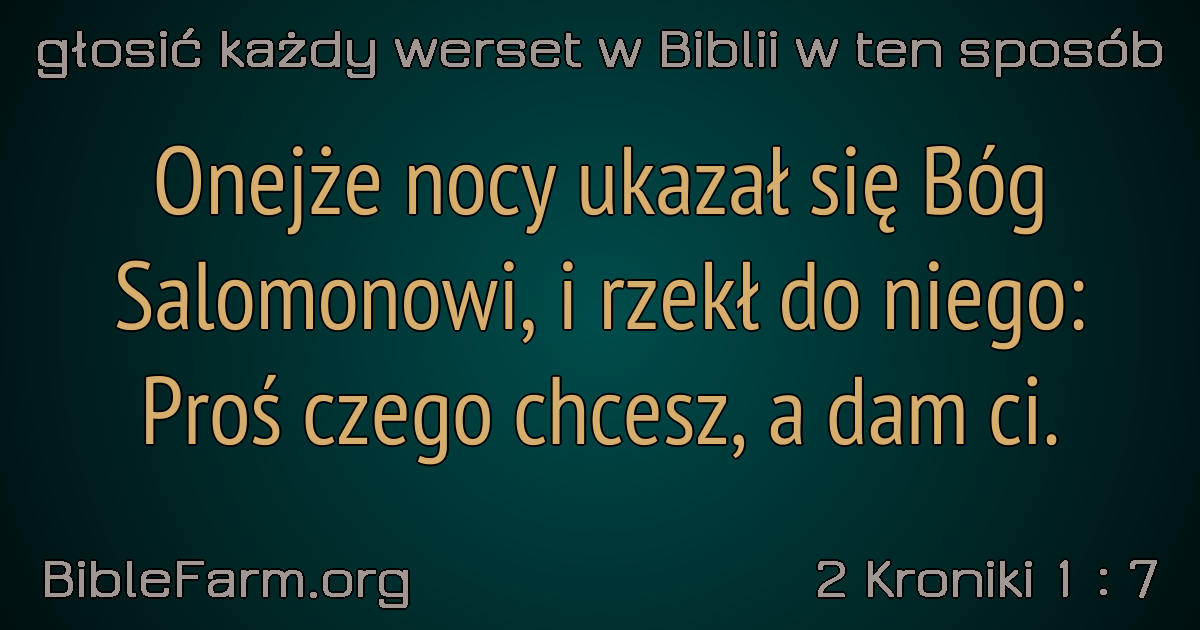 głosić każdy werset w Biblii w ten sposób
Onejże nocy ukazał się Bóg
Salomonowi, i rzekł do niego:
Proś czego chcesz, a dam ci.
BibleFarm.org
2 Kroniki 1 : 7